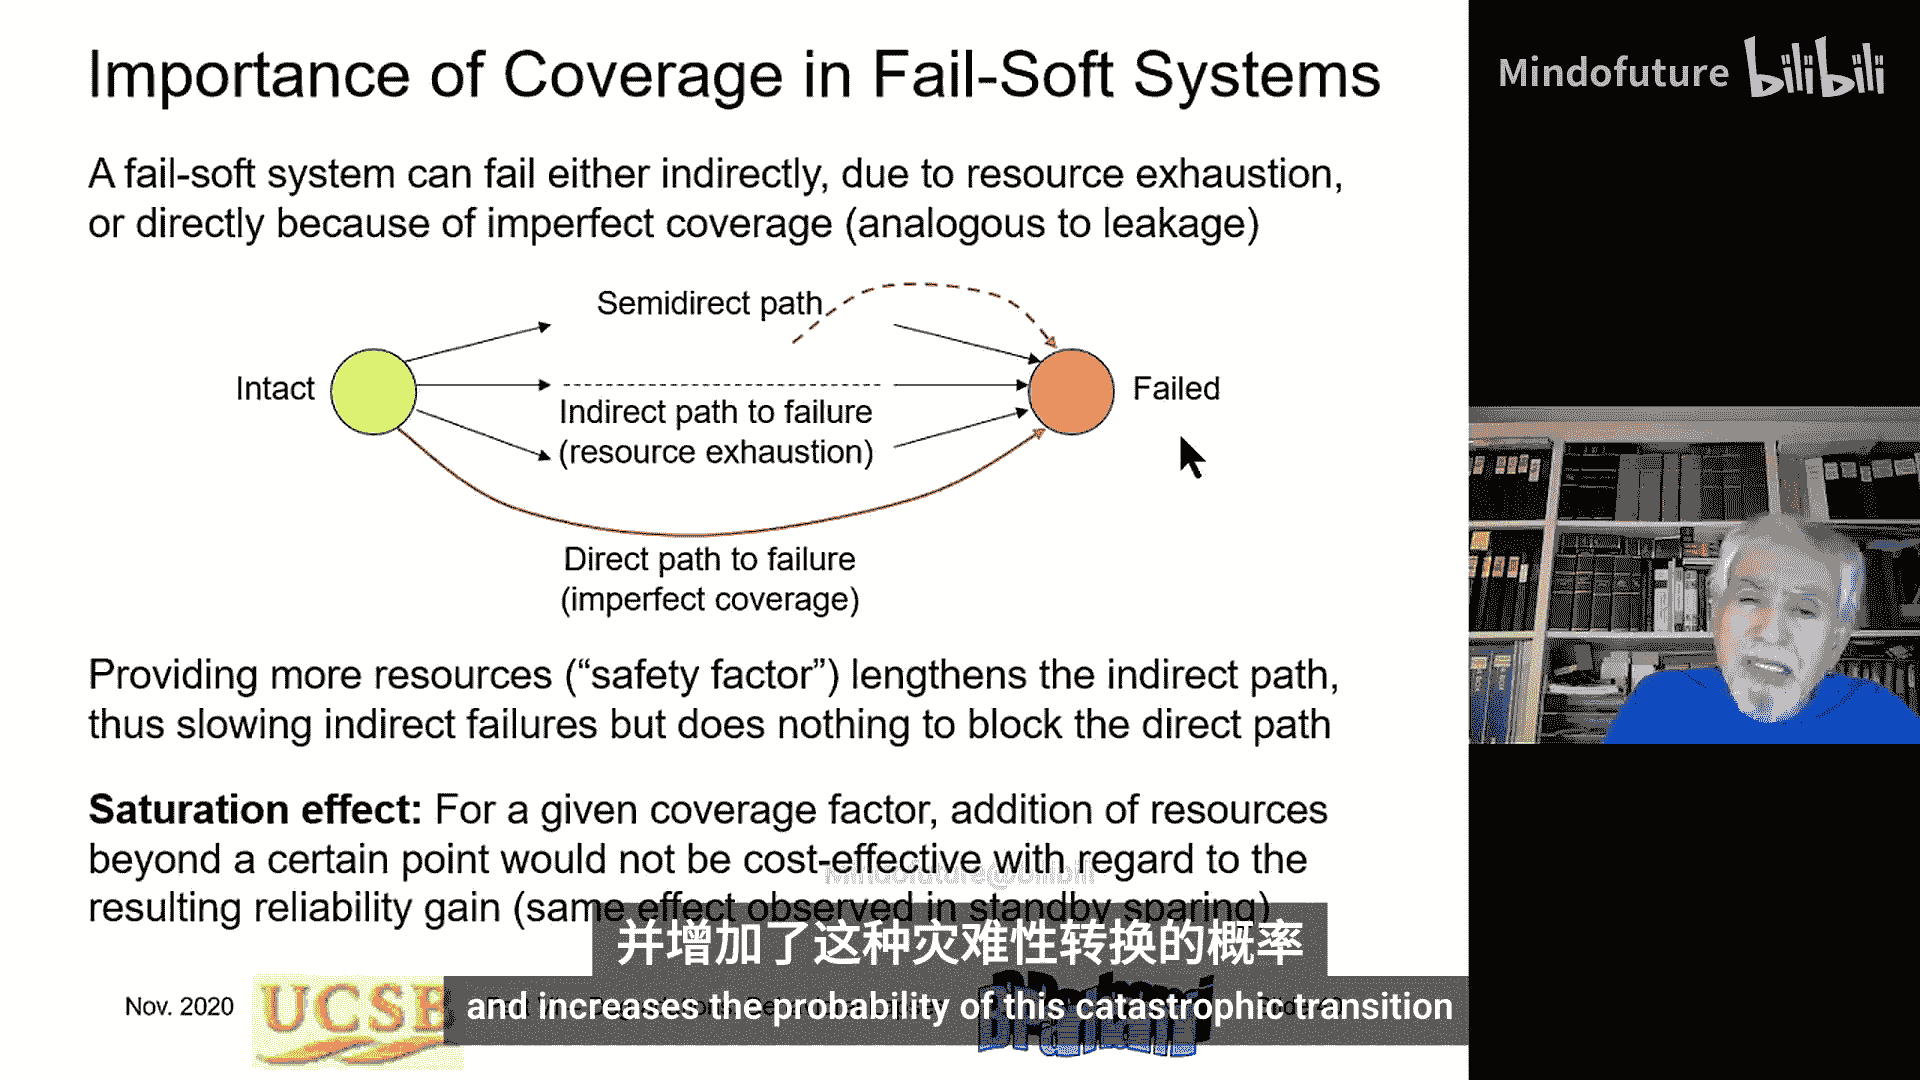 Importance of Coverage in Fail-Soft Systems
Mindofuture bilibili
A fail-soft system can fail either indirectly, due to resource exhaustion,
or directly because of imperfect coverage (analogous to leakage)
Semidirect path
Intact
Failed
Indirect path to failure
(resource exhaustion)
Direct path to failure
(imperfect coverage)
Providing more resources (“safety factor”) lengthens the indirect path,
thus slowing indirect failures but does nothing to block the direct path
Saturation effect: For a given coverage factor, addition of resources
beyond a certain point would not be cost-effective with regard to the
Mindofuture@bilibili
resulting reliability gain (same effect observed in standby sparing)
并增加了这种灾难性转换的概率
Nov. 2020
UCSB
and increases the probability of this catastrophic transition